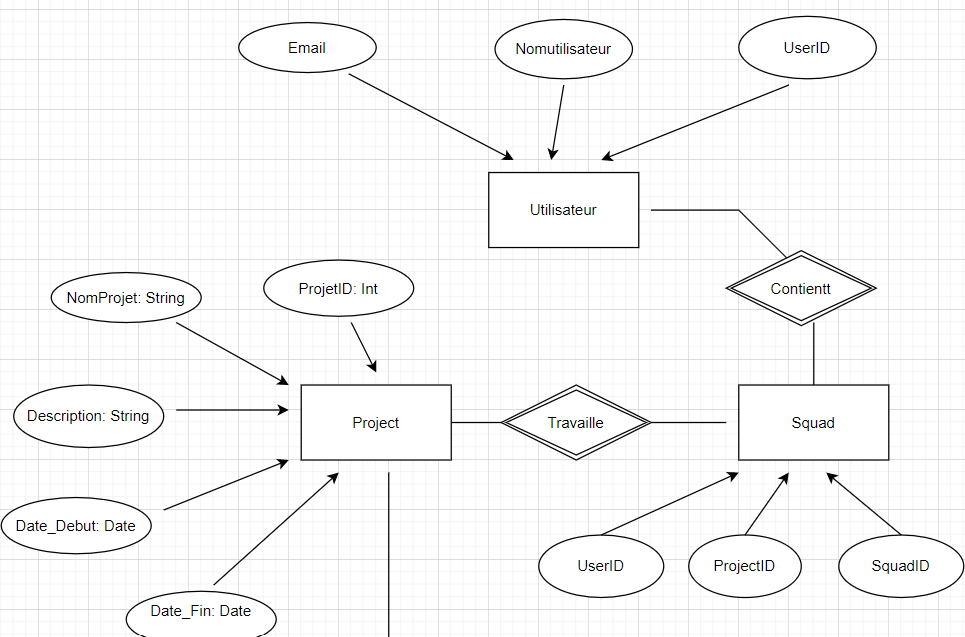 Email
Nomutilisateur
UserID
Utilisateur
Contientt
NomProjet: String
ProjetID: Int
Description: String
Project
Travaille
Squad
Date_Debut: Date
UserID
ProjectID
SquadID
Date_Fin: Date